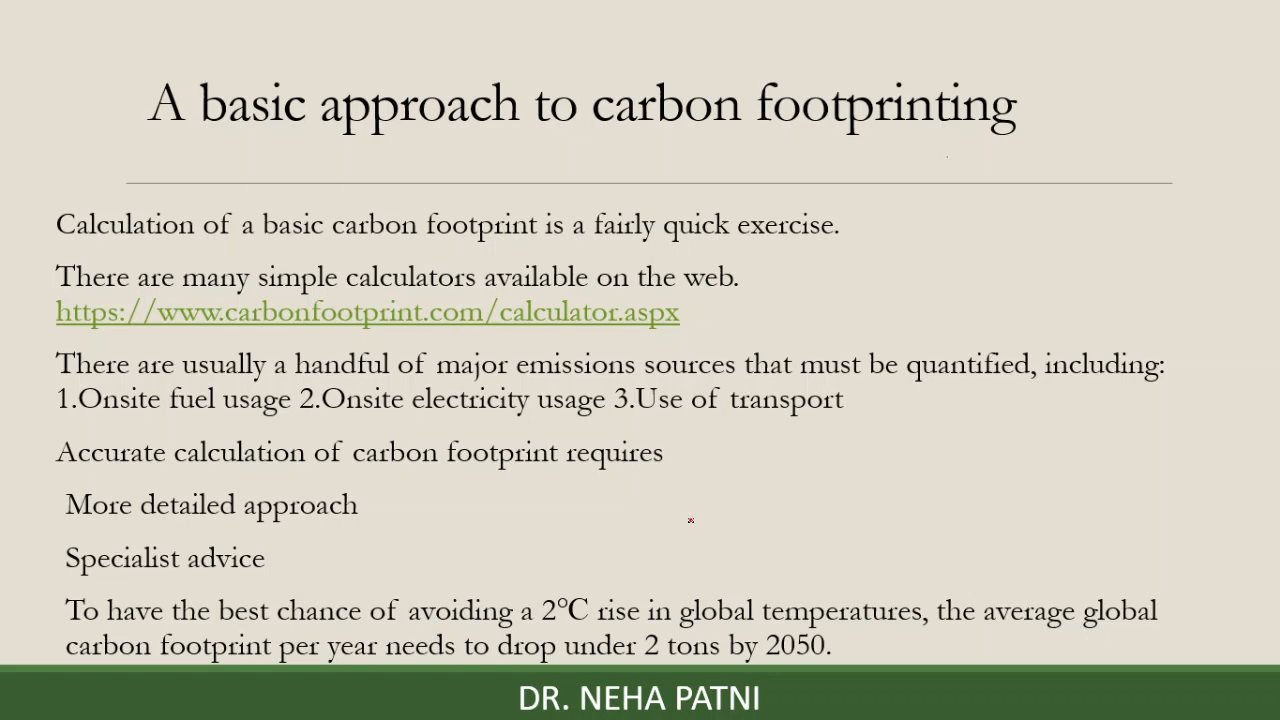 A basic approach to carbon footprinting
Calculation of a basic carbon footprint is a fairly quick exercise.
There are many simple calculators available on the web.
https://www.carbonfootprint.com/calculator.aspx
There are usually a handful of major emissions sources that must be quantified, including:
1.Onsite fuel usage 2.Onsite electricity usage 3.Use of transport
Accurate calculation of carbon footprint requires
More detailed approach
Specialist advice
To have the best chance of avoiding a 2℃ rise in global temperatures, the average global
carbon footprint per year needs to drop under 2 tons by 2050.
DR. NEHA PATNI